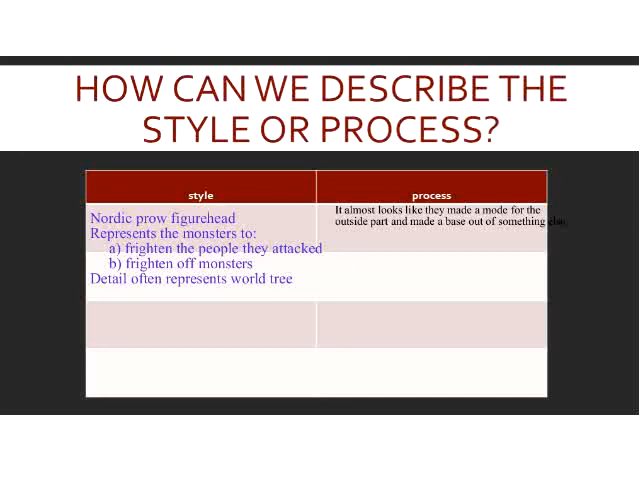 HOW CAN WE DESCRIBE THE
STYLE OR PROCESS?
style
process
Nordic prow figurehead
Represents the monsters to:
a) frighten the people they attacked
b) frighten off monsters
Detail often represents world tree
It almost looks like they made a mode for the
outside part and made a base out of something else.